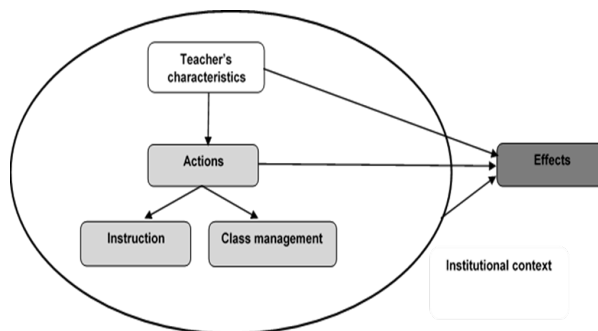 Teacher's
characteristics
Actions
Effects
Instruction
Class management
Institutional context